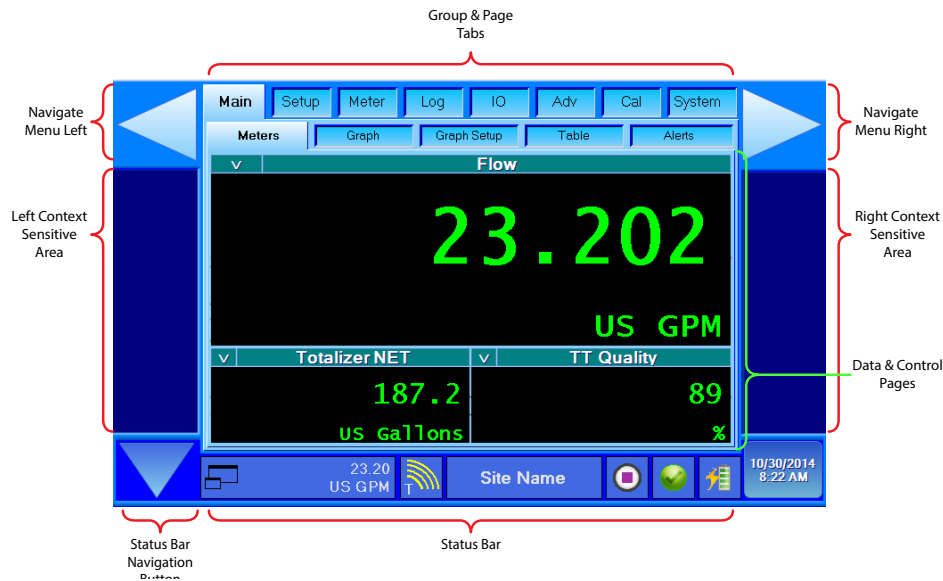 Group & Page
Tabs
Navigate
Menu Left
Main Setup Meter Log IO Adv Cal System
Navigate
Menu Right
Meters Graph Graph Setup Table Alerts
v Flow
23.202
US GPM
Left Context
Sensitive
Area
Right Context
Sensitive
Area
v Totalizer NET v TT Quality
187.2 89
US Gallons %
Data & Control
Pages
23.20
US GPM
T
Site Name
10/30/2014
8:22 AM
Status Bar
Navigation
Button
Status Bar